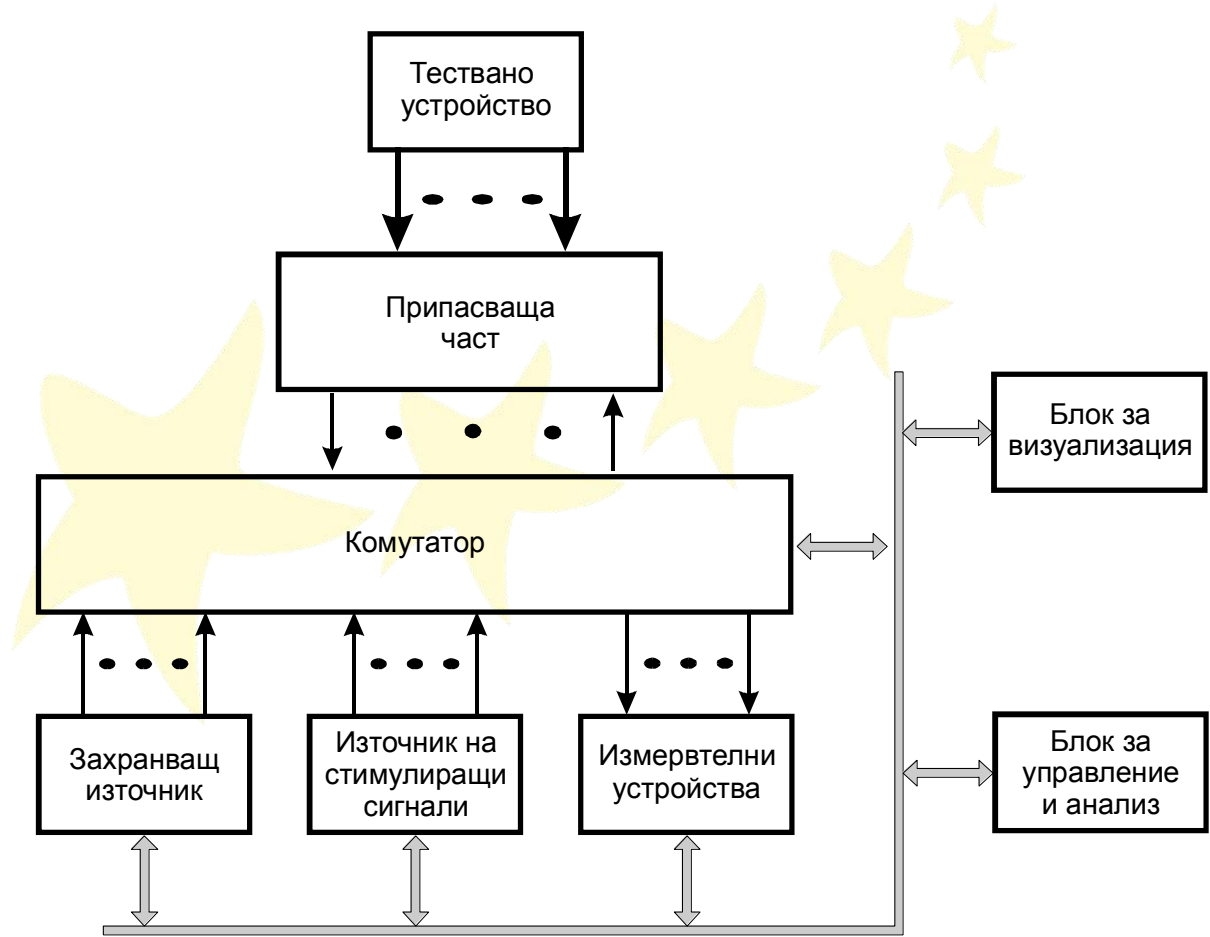 Тествано
устройство
Припасваща
част
Блок за
визуализация
Комутатор
Захранващ
източник
Източник на
стимулиращи
сигнали
Измервтелни
устройства
Блок за
управление
и анализ